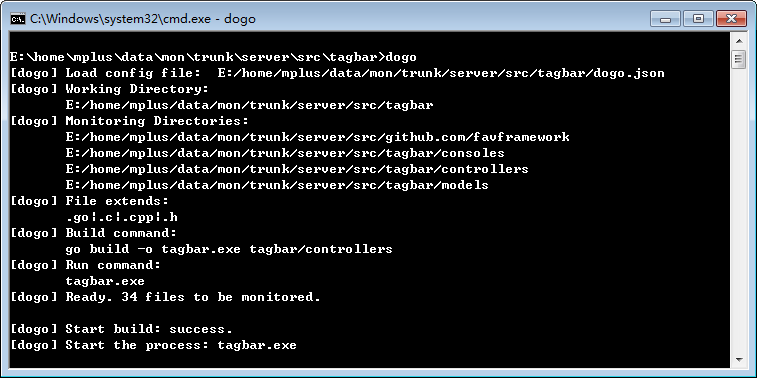 C:\Windows\system32\cmd.exe - dogo
E:\home\mplus\data\mon\trunk\server\src\tagbar>dogo
[dogo] Load config file:  E:/home/mplus/data/mon/trunk/server/src/tagbar/dogo.json
[dogo] Working Directory:
       E:/home/mplus/data/mon/trunk/server/src/tagbar
[dogo] Monitoring Directories:
       E:/home/mplus/data/mon/trunk/server/src/github.com/favframework
       E:/home/mplus/data/mon/trunk/server/src/tagbar/consoles
       E:/home/mplus/data/mon/trunk/server/src/tagbar/controllers
       E:/home/mplus/data/mon/trunk/server/src/tagbar/models
[dogo] File extends:
       .go|.c|.cpp|.h
[dogo] Build command:
       go build -o tagbar.exe tagbar/controllers
[dogo] Run command:
       tagbar.exe
[dogo] Ready. 34 files to be monitored.
[dogo] Start build: success.
[dogo] Start the process: tagbar.exe